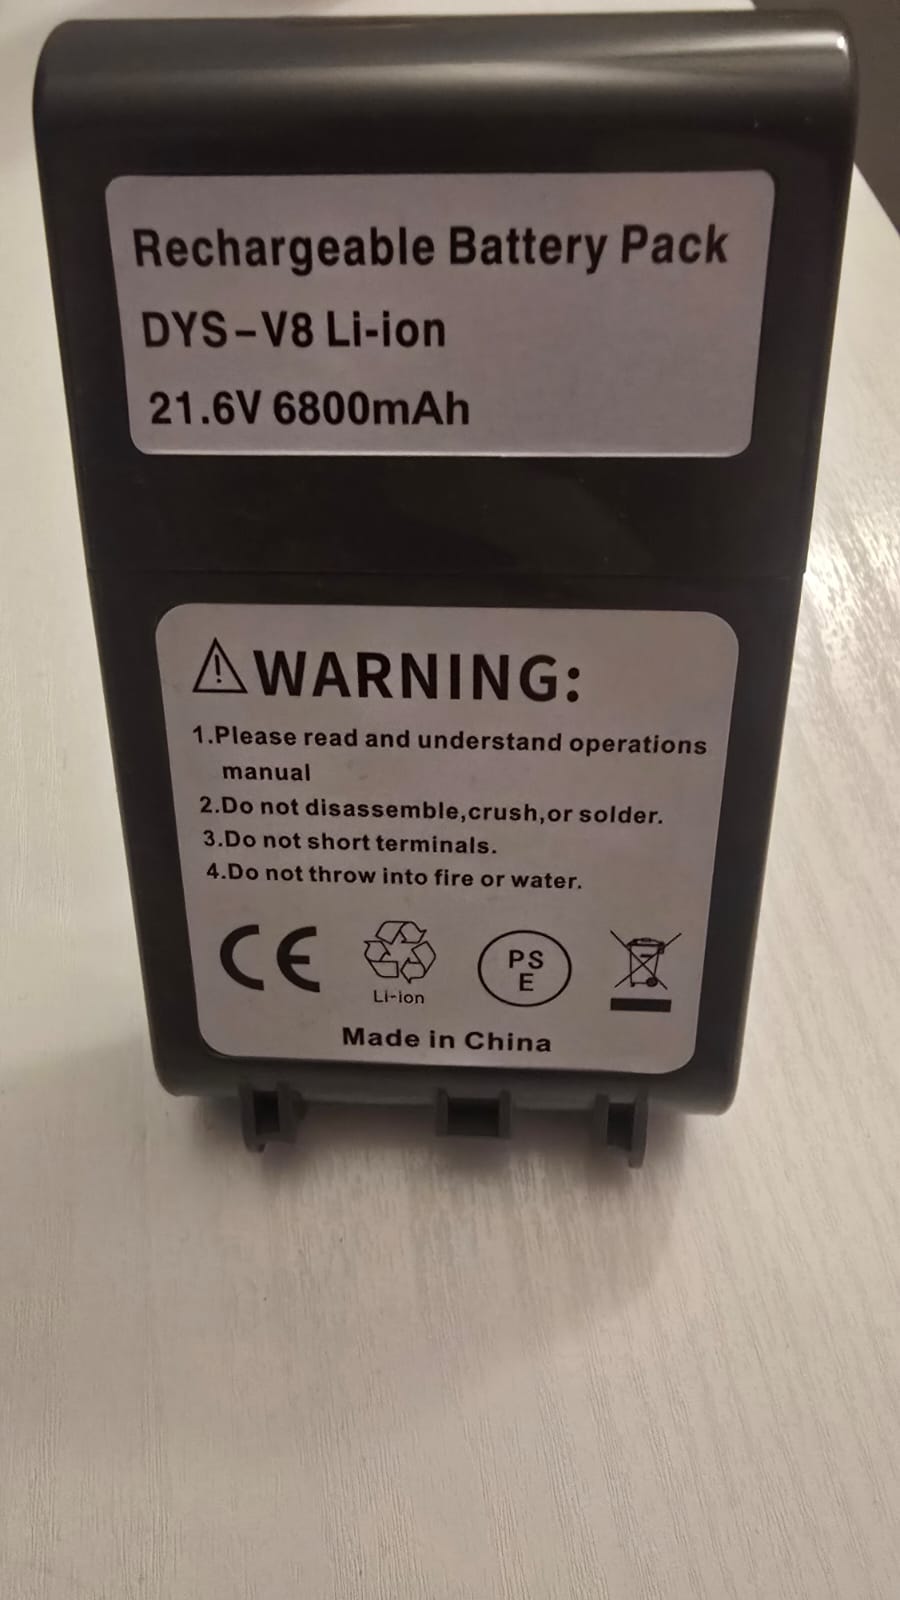 Rechargeable Battery Pack
DYS-V8 Li-ion
21.6V 6800mAh
WARNING:
1.Please read and understand operations
manual
2.Do not disassemble,crush,or solder.
3.Do not short terminals.
4.Do not throw into fire or water.
CE
PS
E
Li-ion
Made in China